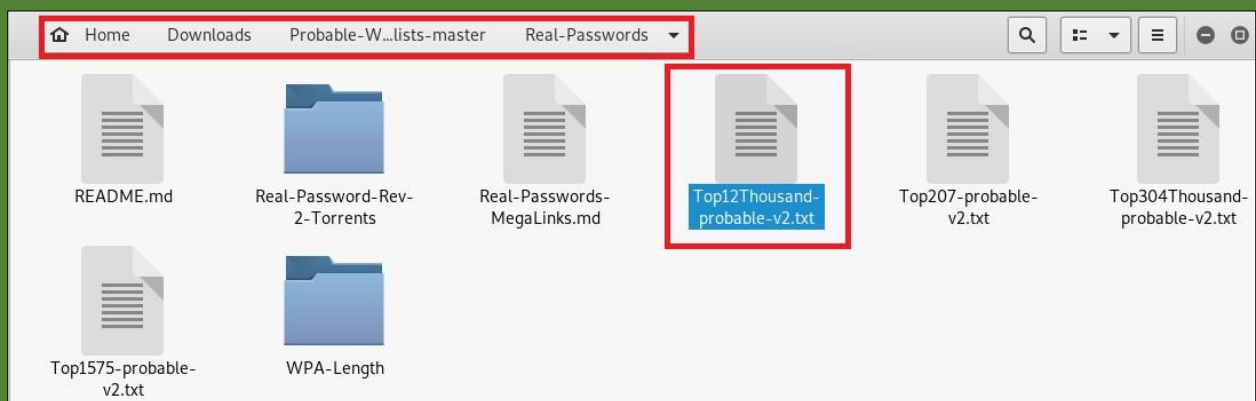 Home Downloads Probable-W...lists-master Real-Passwords
README.md
Real-Password-Rev-
2-Torrents
Real-Passwords-
MegaLinks.md
Top12Thousand-
probable-v2.txt
Top207-probable-
v2.txt
Top304Thousand-
probable-v2.txt
Top1575-probable-
v2.txt
WPA-Length